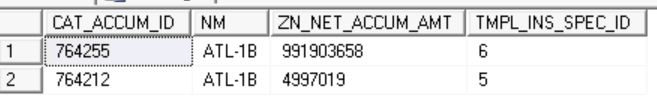 CAT_ACCUM_ID NM ZN_NET_ACCUM_AMT TMPL_INS_SPEC_ID
1 764255 ATL-1B 991903658 6
2 764212 ATL-1B 4997019 5